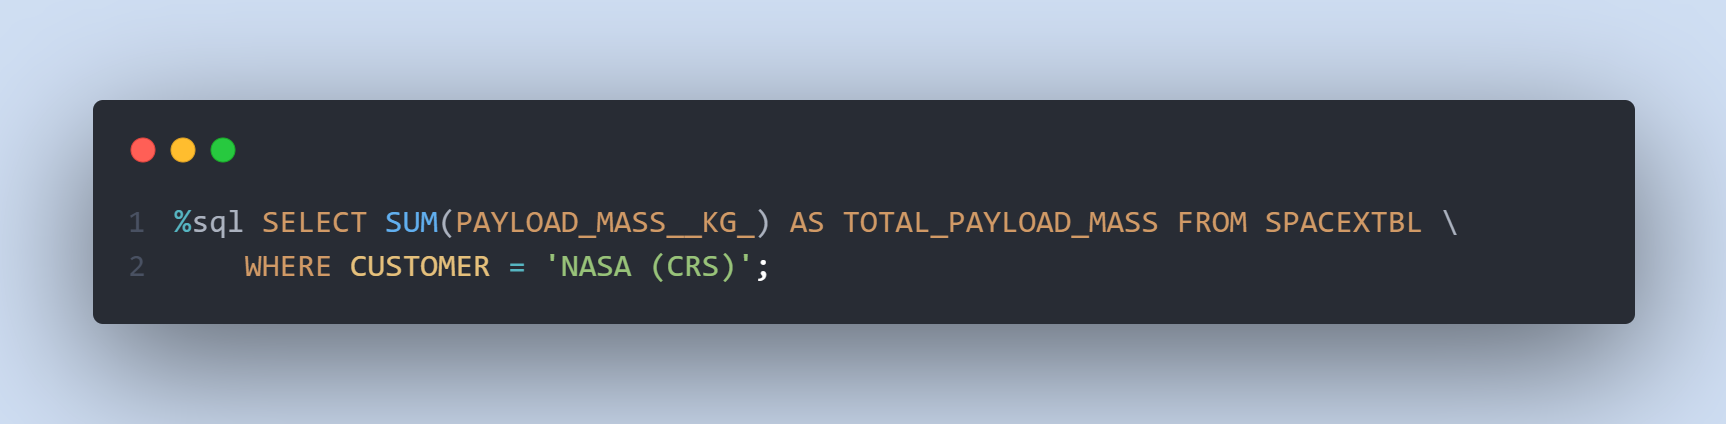 1 %sql SELECT SUM(PAYLOAD_MASS__KG_) AS TOTAL_PAYLOAD_MASS FROM SPACEXTBL \
2     WHERE CUSTOMER = 'NASA (CRS)';